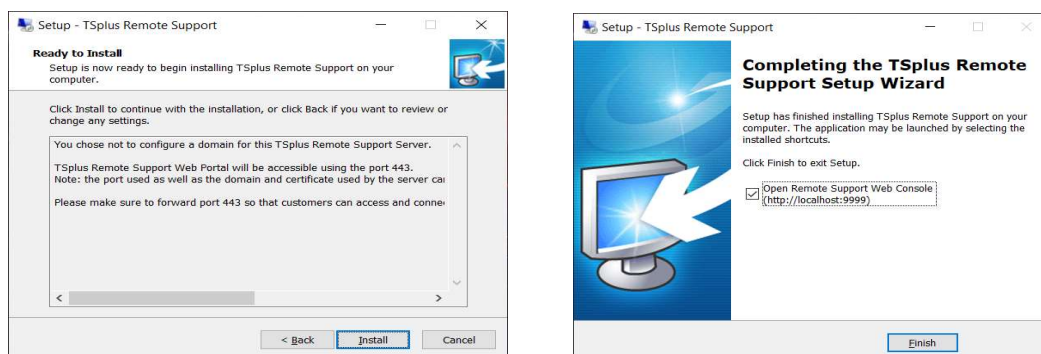 Setup - TSplus Remote Support
Ready to Install
Setup is now ready to begin installing TSplus Remote Support on your
computer.
Click Install to continue with the installation, or click Back if you want to review or
change any settings.
You chose not to configure a domain for this TSplus Remote Support Server.
TSplus Remote Support Web Portal will be accessible using the port 443.
Note: the port used as well as the domain and certificate used by the server
Please make sure to forward port 443 so that customers can access and
< Back
Install
Cancel
Setup - TSplus Remote Support
Completing the TSplus Remote
Support Setup Wizard
Setup has finished installing TSplus Remote Support on your
computer. The application may be launched by selecting the
installed shortcuts.
Click Finish to exit Setup.
Open Remote Support Web Console
(http://localhost:9999)
Finish